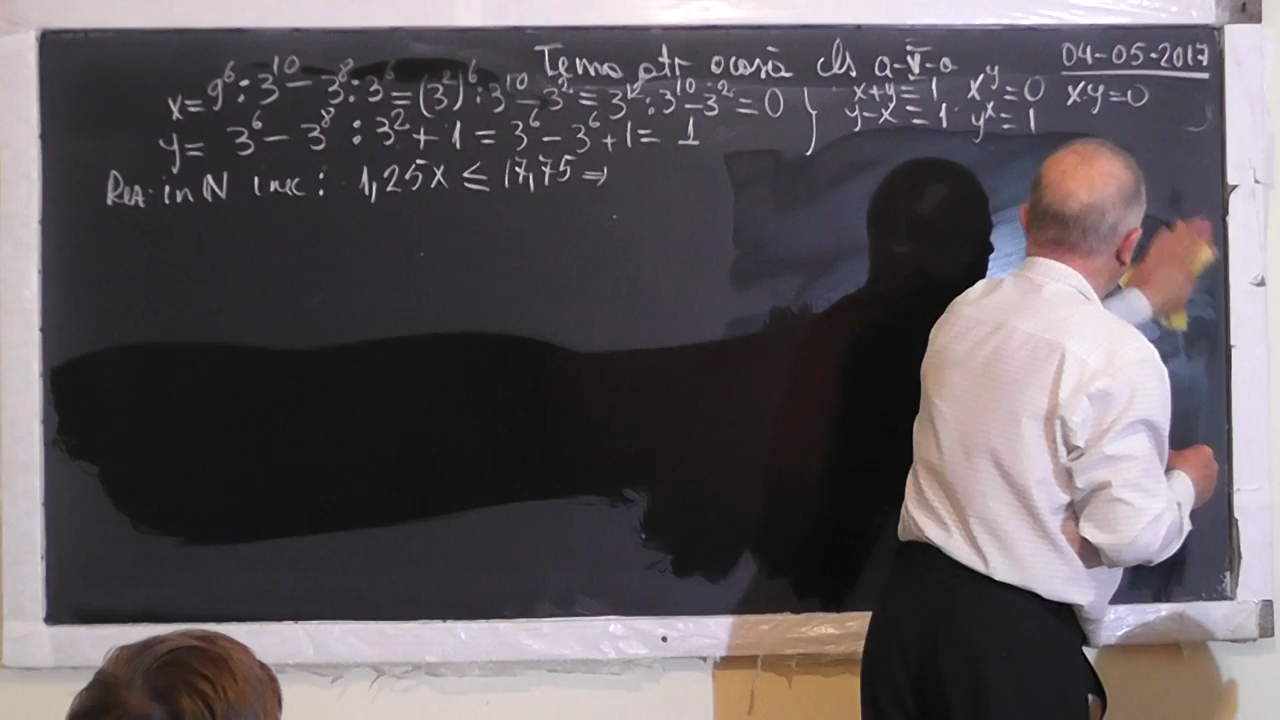 Tema ptr acasă cls a-V-a 04-05-2017
x = 9⁶ : 3¹⁰ - 3⁸ : 3⁶ = (3²)⁶ : 3¹⁰ - 3² = 3¹² : 3¹⁰ - 3² = 0 } x+y = 1 x^y = 0 x·y = 0
y = 3⁶ - 3⁸ : 3² + 1 = 3⁶ - 3⁶ + 1 = 1 y-x = 1 y^x = 1
Rez. in N inec: 1,25x ≤ 17,75 ⇒